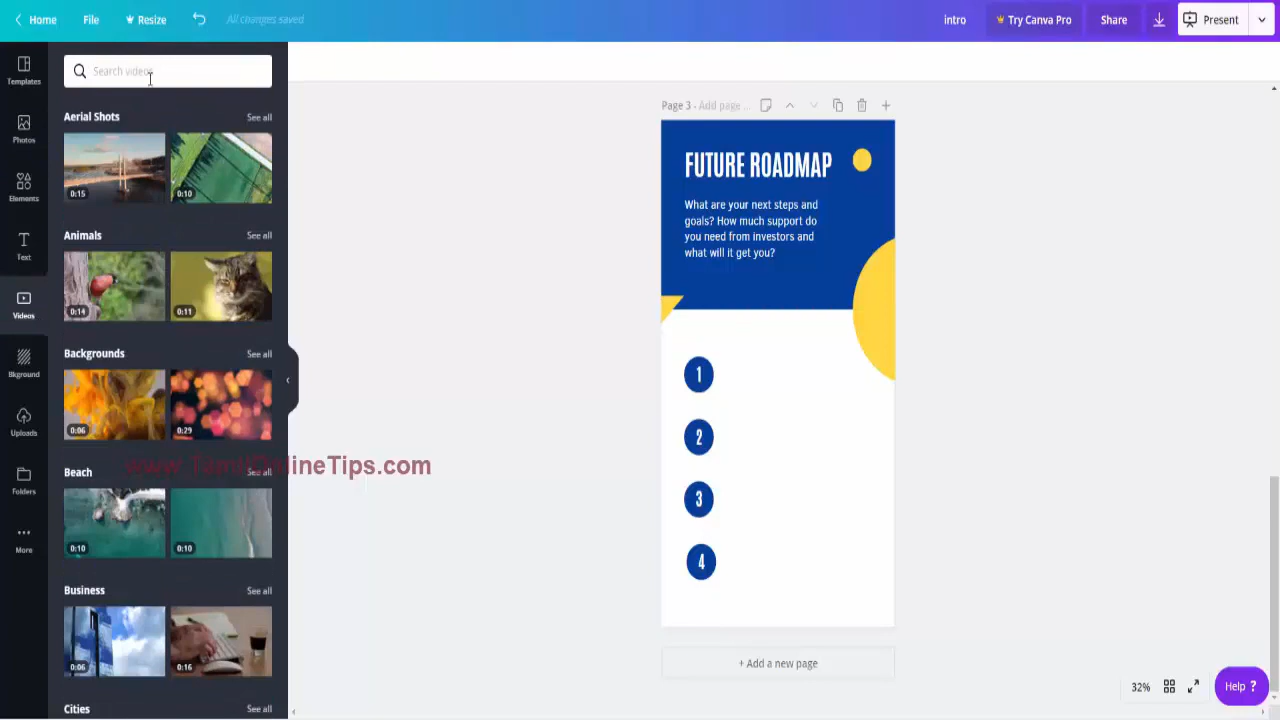 Home
File
Resize
All changes saved
intro
Try Canva Pro
Share
Present
Templates
Photos
Elements
Text
Videos
Bkground
Uploads
Folders
More
Search videos
Aerial Shots
See all
0:15
0:10
Animals
See all
0:14
0:11
Backgrounds
See all
0:06
0:29
www.TamilOnlineTips.com
Beach
See all
0:10
0:10
Business
See all
0:06
0:16
Cities
See all
Page 3 - Add page ...
FUTURE ROADMAP
What are your next steps and
goals? How much support do
you need from investors and
what will it get you?
1
2
3
4
+ Add a new page
32%
Help ?